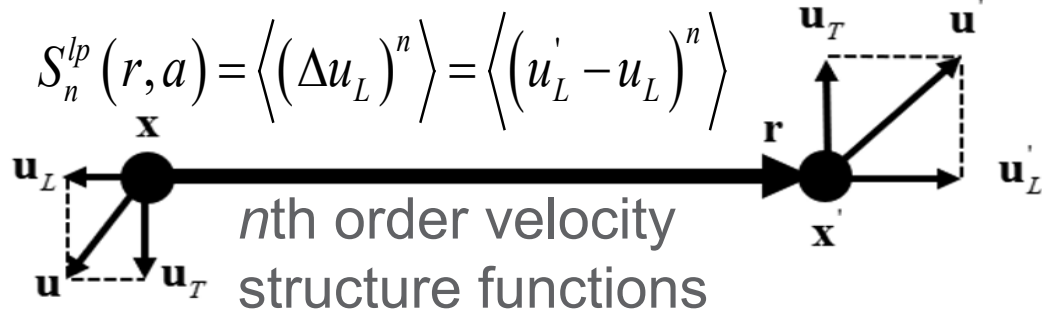 S_n^{lp}(r,a) = ⟨(Δu_L)^n⟩ = ⟨(u'_L − u_L)^n⟩
u_T u'
x r
u_L u'_L
nth order velocity x'
u u_T structure functions